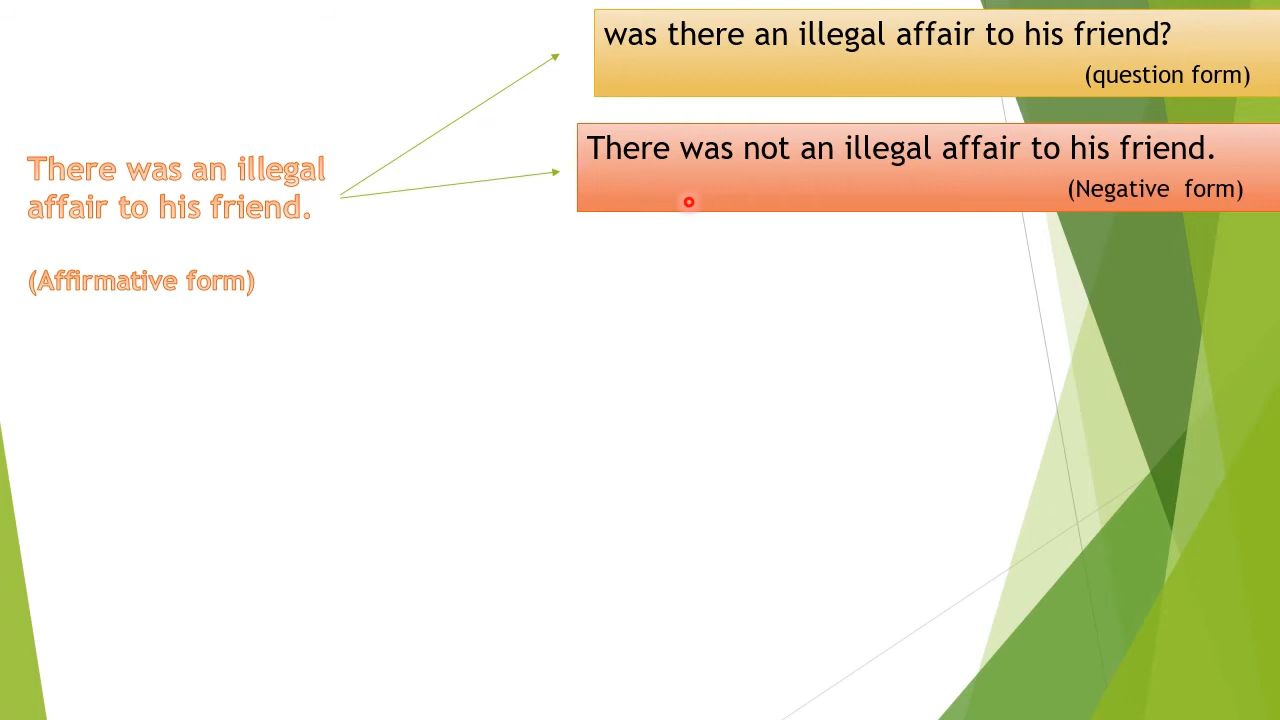 There was an illegal
affair to his friend.
(Affirmative form)
was there an illegal affair to his friend?
(question form)
There was not an illegal affair to his friend.
(Negative form)